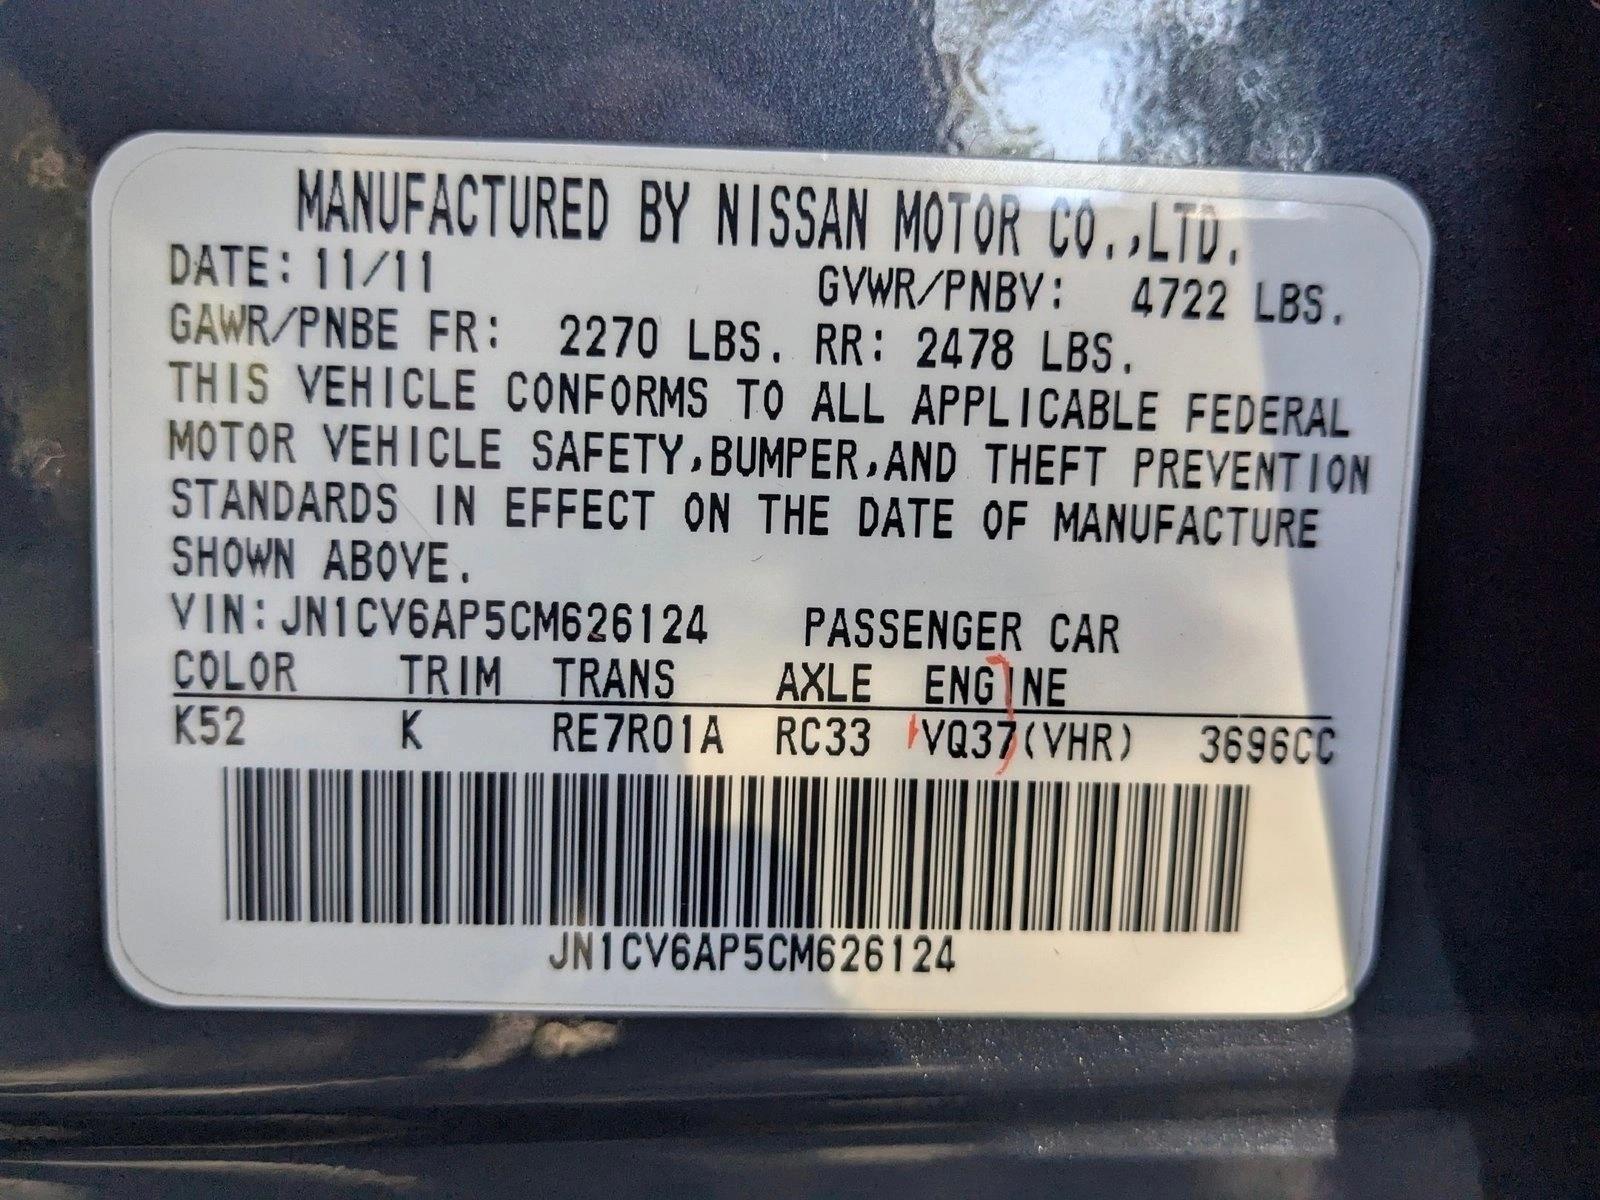 MANUFACTURED BY NISSAN MOTOR CO.,LTD.
DATE: 11/11 GVWR/PNBV: 4722 LBS.
GAWR/PNBE FR: 2270 LBS. RR: 2478 LBS.
THIS VEHICLE CONFORMS TO ALL APPLICABLE FEDERAL
MOTOR VEHICLE SAFETY,BUMPER,AND THEFT PREVENTION
STANDARDS IN EFFECT ON THE DATE OF MANUFACTURE
SHOWN ABOVE.
VIN:JN1CV6AP5CM626124 PASSENGER CAR
COLOR TRIM TRANS AXLE ENGINE
K52 K RE7R01A RC33 VQ37(VHR) 3696CC
JN1CV6AP5CM626124